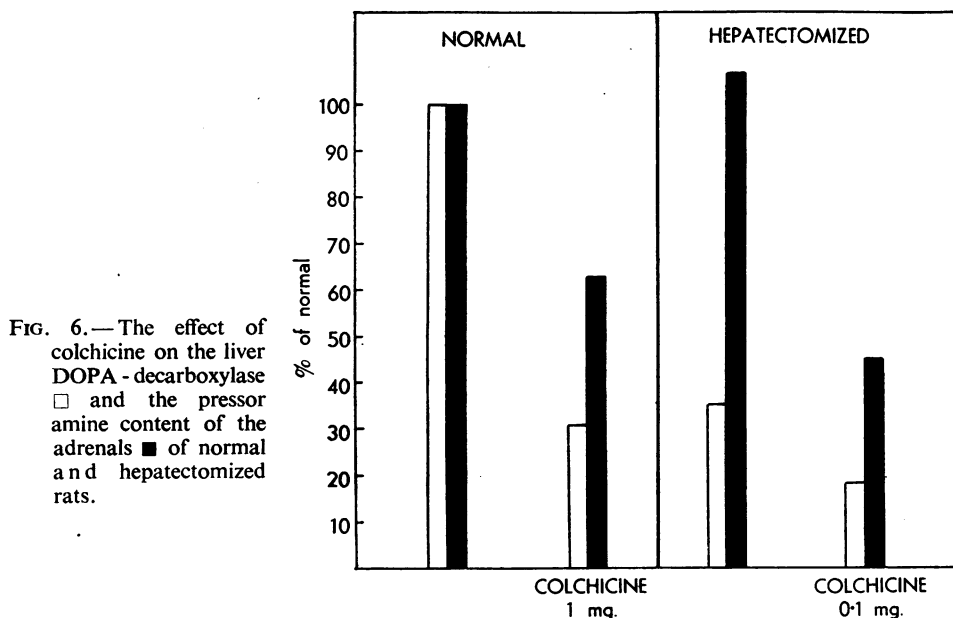 FIG. 6.—The effect of
colchicine on the liver
DOPA-decarboxylase
□ and the pressor
amine content of the
adrenals ■ of normal
and hepatectomized
rats.
% of normal
100
90
80
70
60
50
40
30
20
10
NORMAL
HEPATECTOMIZED
COLCHICINE
1 mg.
COLCHICINE
0·1 mg.